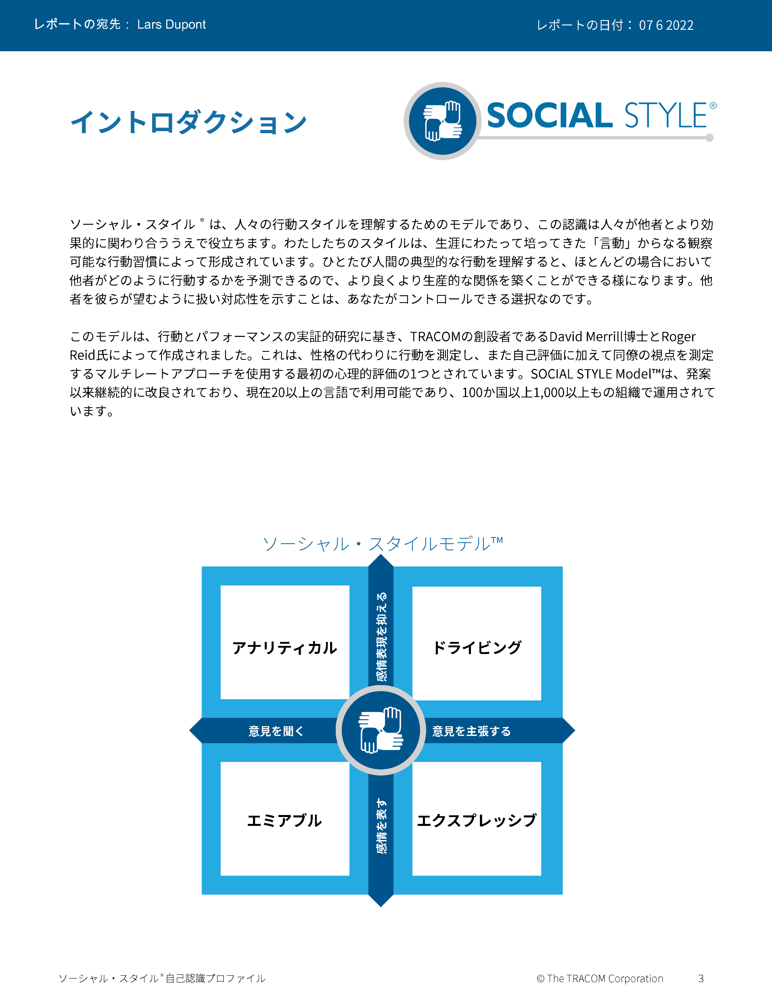 レポートの宛先： Lars Dupont
レポートの日付： 07 6 2022
イントロダクション
SOCIAL STYLE®
ソーシャル・スタイル ® は、人々の行動スタイルを理解するためのモデルであり、この認識は人々が他者とより効
果的に関わり合ううえで役立ちます。わたしたちのスタイルは、生涯にわたって培ってきた「言動」からなる観察
可能な行動習慣によって形成されています。ひとたび人間の典型的な行動を理解すると、ほとんどの場合において
他者がどのように行動するかを予測できるので、より良くより生産的な関係を築くことができる様になります。他
者を彼らが望むように扱い対応性を示すことは、あなたがコントロールできる選択なのです。
このモデルは、行動とパフォーマンスの実証的研究に基き、TRACOMの創設者であるDavid Merrill博士とRoger
Reid氏によって作成されました。これは、性格の代わりに行動を測定し、また自己評価に加えて同僚の視点を測定
するマルチレートアプローチを使用する最初の心理的評価の1つとされています。SOCIAL STYLE Model™は、発案
以来継続的に改良されており、現在20以上の言語で利用可能であり、100か国以上1,000以上もの組織で運用されて
います。
ソーシャル・スタイルモデル™
感情表現を抑える
アナリティカル
ドライビング
意見を聞く
意見を主張する
エミアブル
エクスプレッシブ
感情を表す
ソーシャル・スタイル®自己認識プロファイル
© The TRACOM Corporation
3